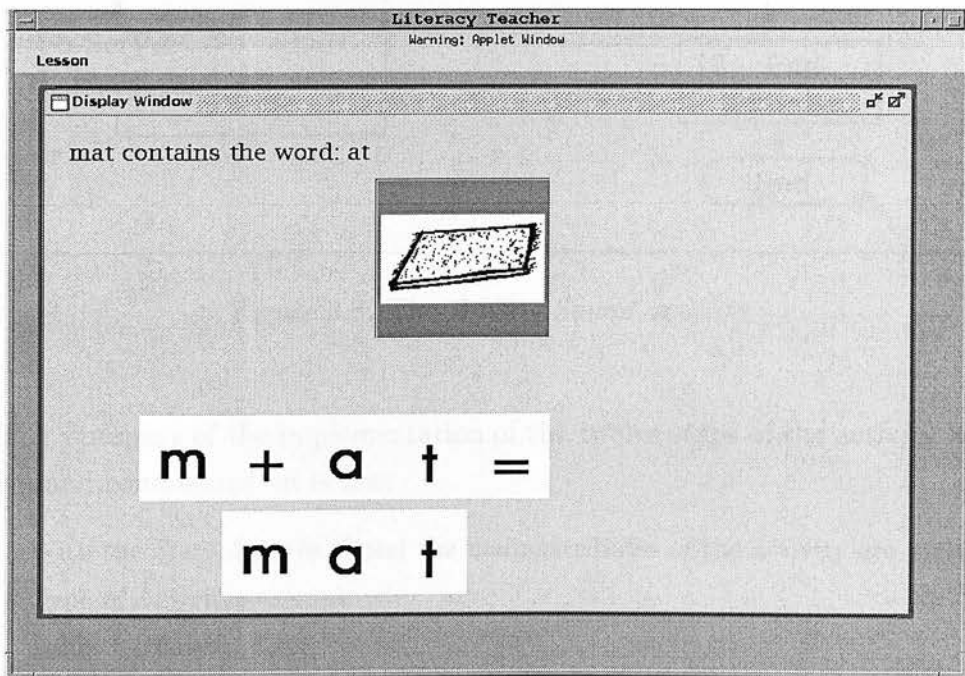 Literacy Teacher
Warning: Applet Window
Lesson
Display Window
mat contains the word: at
m + a t =
m a t